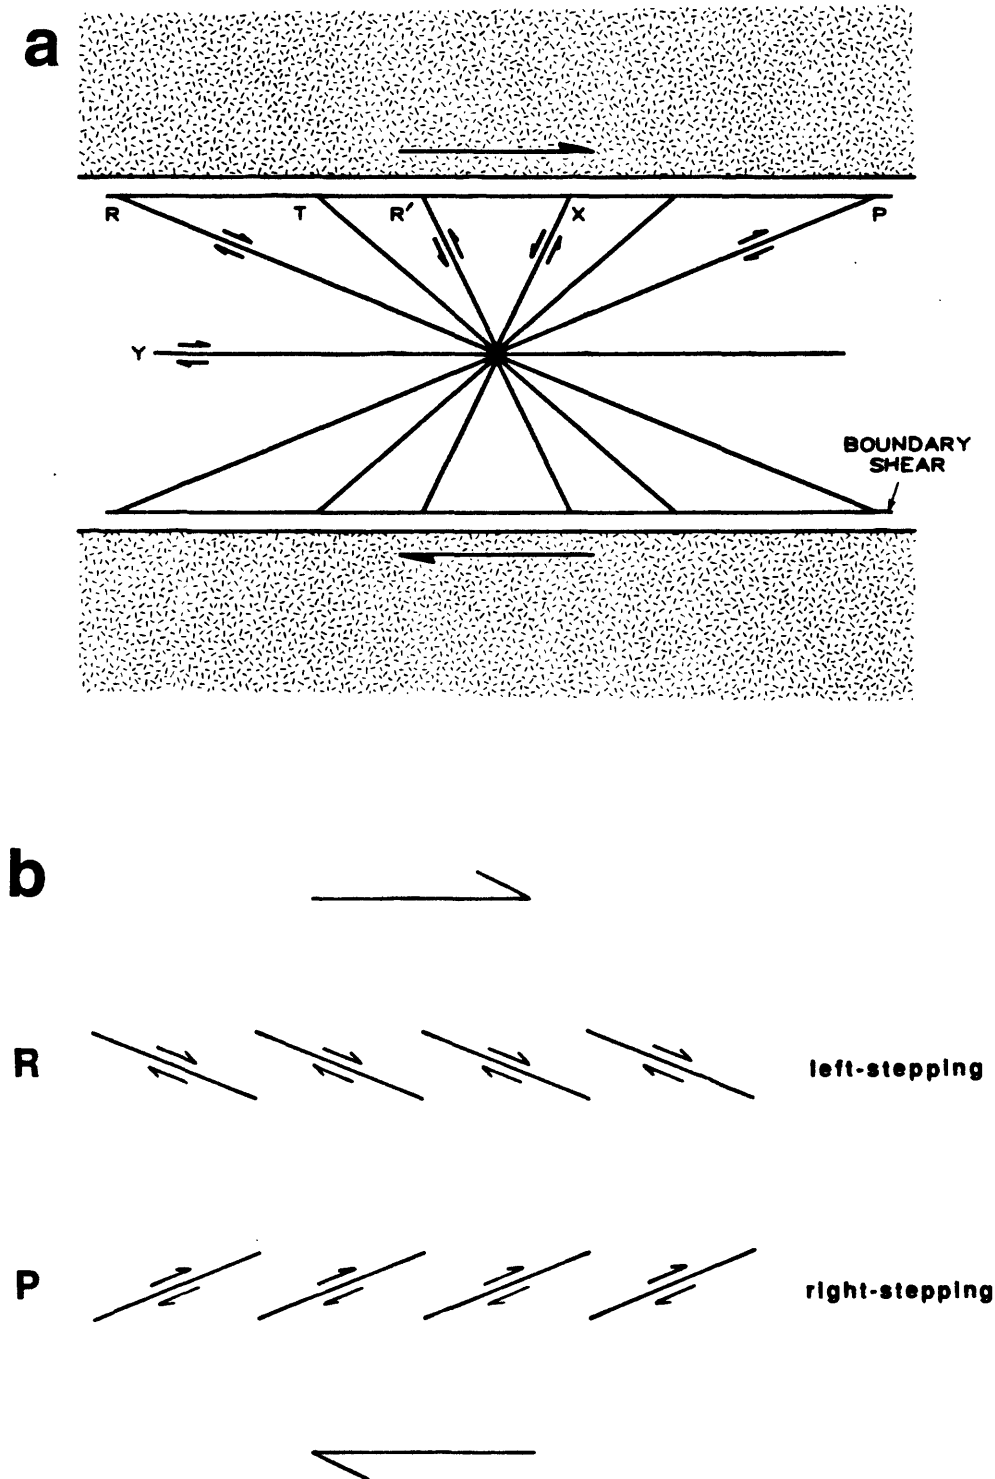 a
R T R′ X P
Y
BOUNDARY
SHEAR
b
R left-stepping
P right-stepping